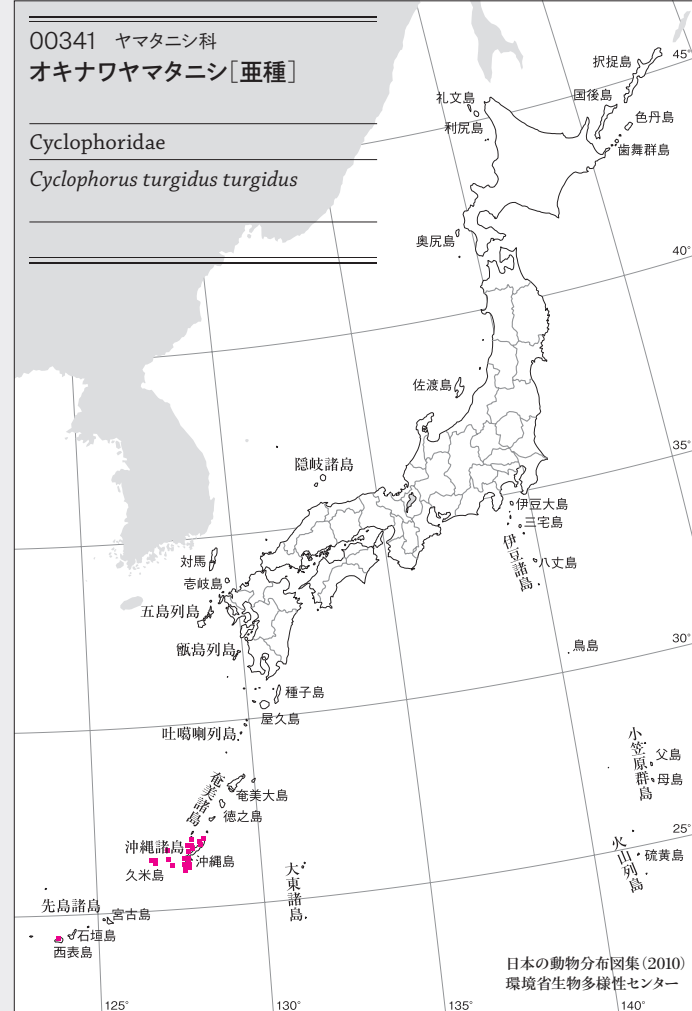 00341 ヤマタニシ科
オキナワヤマタニシ[亜種]
Cyclophoridae
Cyclophorus turgidus turgidus
択捉島
45°
国後島
礼文島
色丹島
利尻島
歯舞群島
奥尻島
40°
佐渡島
35°
隠岐諸島
伊豆大島
三宅島
伊豆諸島
八丈島
対馬
壱岐島
五島列島
甑島列島
30°
鳥島
種子島
屋久島
吐噶喇列島
小笠原群島
父島
母島
奄美諸島
奄美大島
徳之島
25°
沖縄諸島
沖縄島
火山列島
硫黄島
久米島
大東諸島
先島諸島
宮古島
石垣島
西表島
日本の動物分布図集(2010)
環境省生物多様性センター
125°
130°
135°
140°